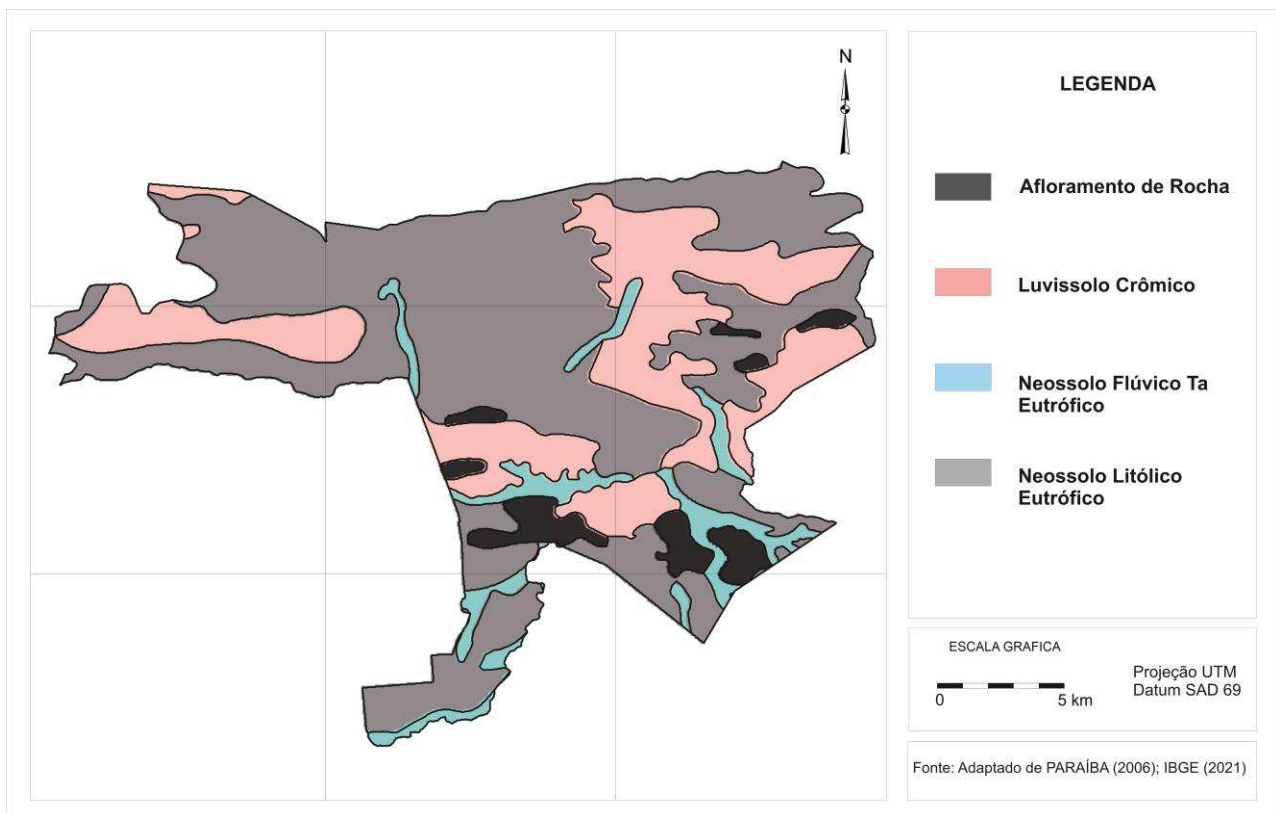 N
LEGENDA
Afloramento de Rocha
Luvissolo Crômico
Neossolo Flúvico Ta
Eutrófico
Neossolo Litólico
Eutrófico
ESCALA GRAFICA
0 5 km
Projeção UTM
Datum SAD 69
Fonte: Adaptado de PARAÍBA (2006); IBGE (2021)